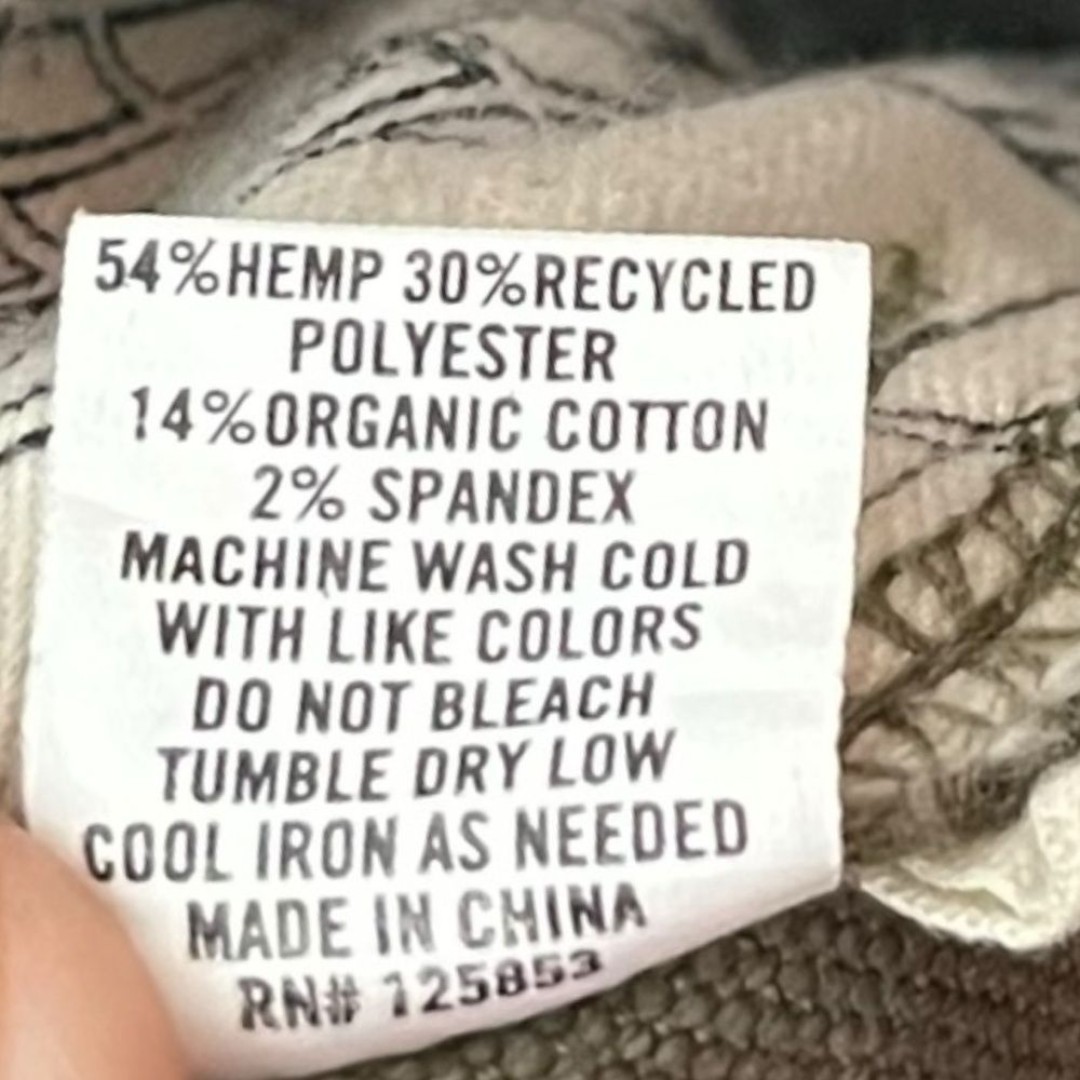 54%HEMP 30%RECYCLED
POLYESTER
14%ORGANIC COTTON
2% SPANDEX
MACHINE WASH COLD
WITH LIKE COLORS
DO NOT BLEACH
TUMBLE DRY LOW
COOL IRON AS NEEDED
MADE IN CHINA
RN# 125853